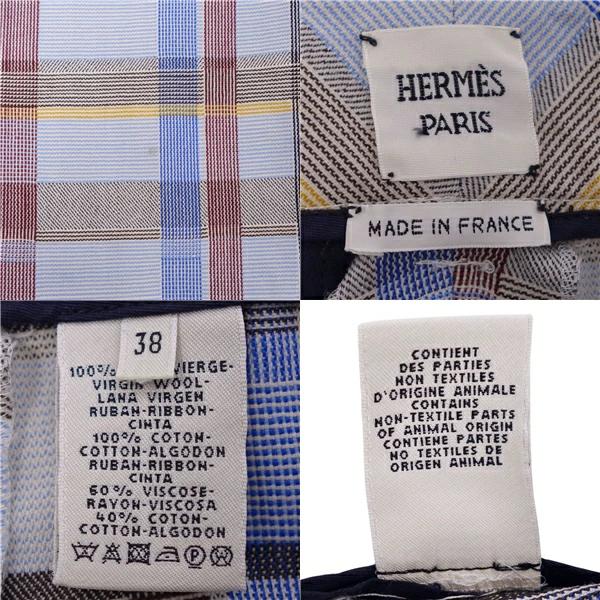 HERMÈS
PARIS
MADE IN FRANCE
38
100% VIERGE-
VIRGIN WOOL-
LANA VIRGEN
RUBAN-RIBBON-
CINTA
100% COTON-
COTTON-ALGODON
RUBAN-RIBBON-
CINTA
60% VISCOSE-
RAYON-VISCOSA
40% COTON-
COTTON-ALGODON
CONTIENT
DES PARTIES
NON TEXTILES
D'ORIGINE ANIMALE
CONTAINS
NON-TEXTILE PARTS
OF ANIMAL ORIGIN
CONTIENE PARTES
NO TEXTILES DE
ORIGEN ANIMAL